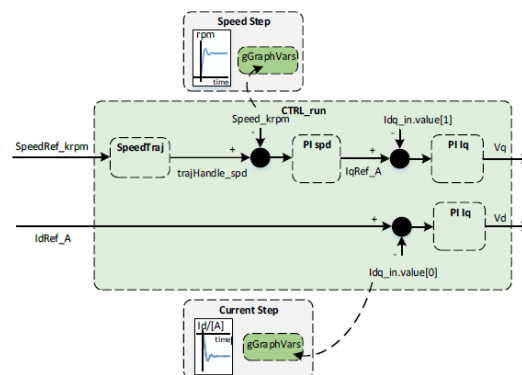 Speed Step
rpm
gGraphVars
time
CTRL_run
Speed_krpm
Idq_in.value[1]
SpeedRef_krpm
SpeedTraj
+
-
PI spd
+
-
PI Iq
Vq
trajHandle_spd
IqRef_A
PI Iq
IdRef_A
+
-
Vd
Idq_in.value[0]
Current Step
Id/[A]
time
gGraphVars